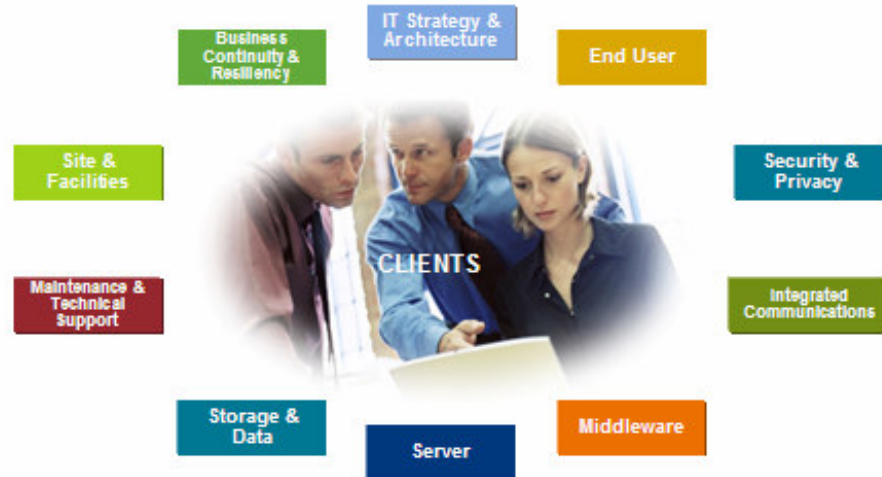 IT Strategy &
Architecture
Business
Continuity &
Resiliency
End User
Site &
Facilities
Security &
Privacy
CLIENTS
Maintenance &
Technical
Support
Integrated
Communications
Storage &
Data
Server
Middleware